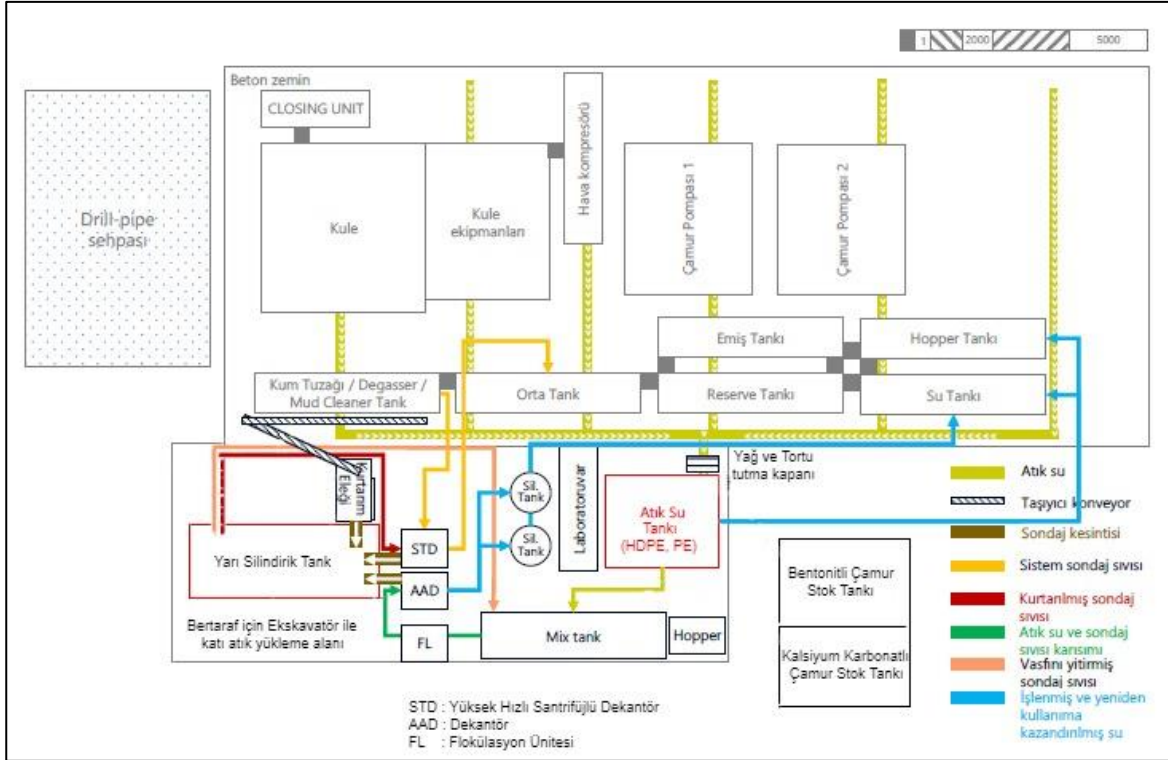 1 2000 5000
Beton zemin
CLOSING UNIT
Drill-pipe
sehpası
Kule
Kule
ekipmanları
Hava kompresörü
Çamur Pompası 1
Çamur Pompası 2
Emiş Tankı
Hopper Tankı
Kum Tuzağı / Degasser /
Mud Cleaner Tank
Orta Tank
Reserve Tankı
Su Tankı
Kurtarım
Eleği
Sil.
Tank
Sil.
Tank
Laboratoruvar
Yağ ve Tortu
tutma kapanı
Atık Su
Tankı
(HDPE, PE)
Yarı Silindirik Tank
STD
AAD
FL
Mix tank
Hopper
Bertaraf için Ekskavatör ile
katı atık yükleme alanı
Bentonitli Çamur
Stok Tankı
Kalsiyum Karbonatlı
Çamur Stok Tankı
Atık su
Taşıyıcı konveyor
Sondaj kesintisi
Sistem sondaj sıvısı
Kurtarılmış sondaj
sıvısı
Atık su ve sondaj
sıvısı karışımı
Vasfını yitirmiş
sondaj sıvısı
İşlenmiş ve yeniden
kullanıma
kazandırılmış su
STD : Yüksek Hızlı Santrifüjlü Dekantör
AAD : Dekantör
FL : Flokülasyon Ünitesi